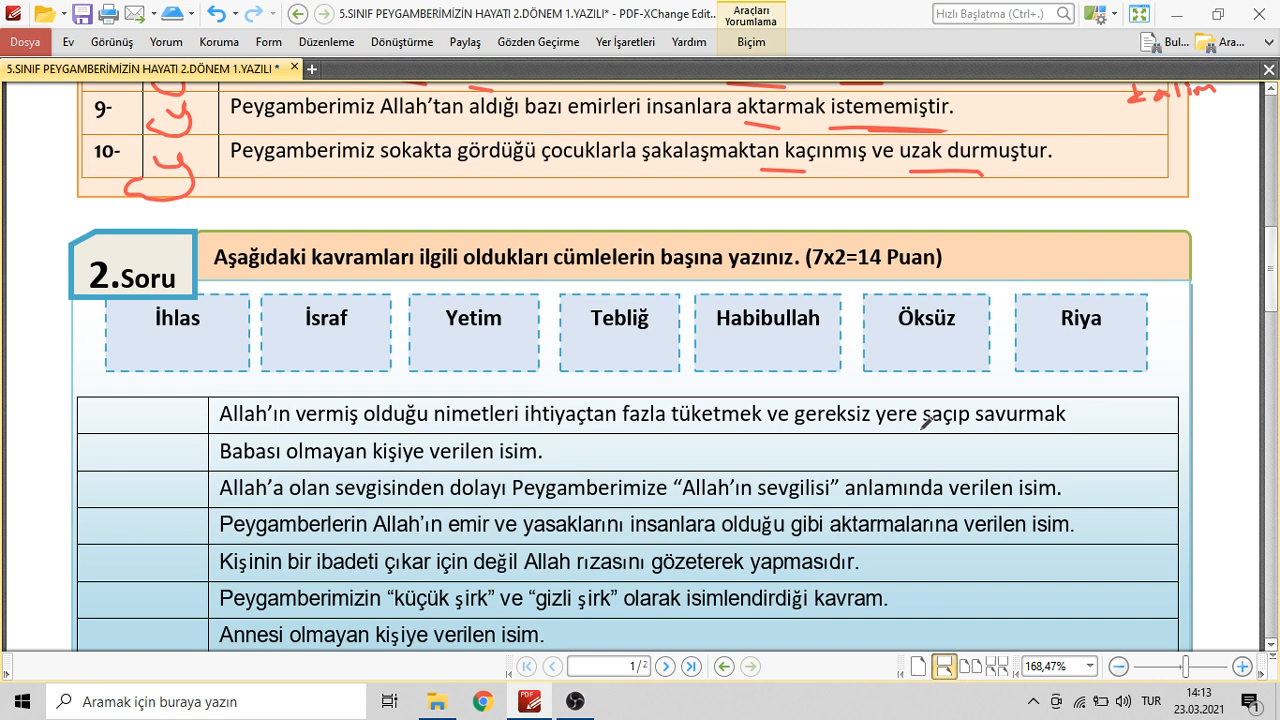 5.SINIF PEYGAMBERİMİZİN HAYATI 2.DÖNEM 1.YAZILI* - PDF-XChange Edit...
Araçları Yorumlama
Hızlı Başlatma (Ctrl+.)
Dosya Ev Görünüş Yorum Koruma Form Düzenleme Dönüştürme Paylaş Gözden Geçirme Yer İşaretleri Yardım Biçim Bul... Ara...
5.SINIF PEYGAMBERİMİZİN HAYATI 2.DÖNEM 1.YAZILI *
9- y Peygamberimiz Allah’tan aldığı bazı emirleri insanlara aktarmak istememiştir.
10- y Peygamberimiz sokakta gördüğü çocuklarla şakalaşmaktan kaçınmış ve uzak durmuştur.
2.Soru Aşağıdaki kavramları ilgili oldukları cümlelerin başına yazınız. (7x2=14 Puan)
İhlas İsraf Yetim Tebliğ Habibullah Öksüz Riya
Allah’ın vermiş olduğu nimetleri ihtiyaçtan fazla tüketmek ve gereksiz yere saçıp savurmak
Babası olmayan kişiye verilen isim.
Allah’a olan sevgisinden dolayı Peygamberimize “Allah’ın sevgilisi” anlamında verilen isim.
Peygamberlerin Allah’ın emir ve yasaklarını insanlara olduğu gibi aktarmalarına verilen isim.
Kişinin bir ibadeti çıkar için değil Allah rızasını gözeterek yapmasıdır.
Peygamberimizin “küçük şirk” ve “gizli şirk” olarak isimlendirdiği kavram.
Annesi olmayan kişiye verilen isim.
1/2
168,47%
Aramak için buraya yazın
TUR
14:13
23.03.2021
1